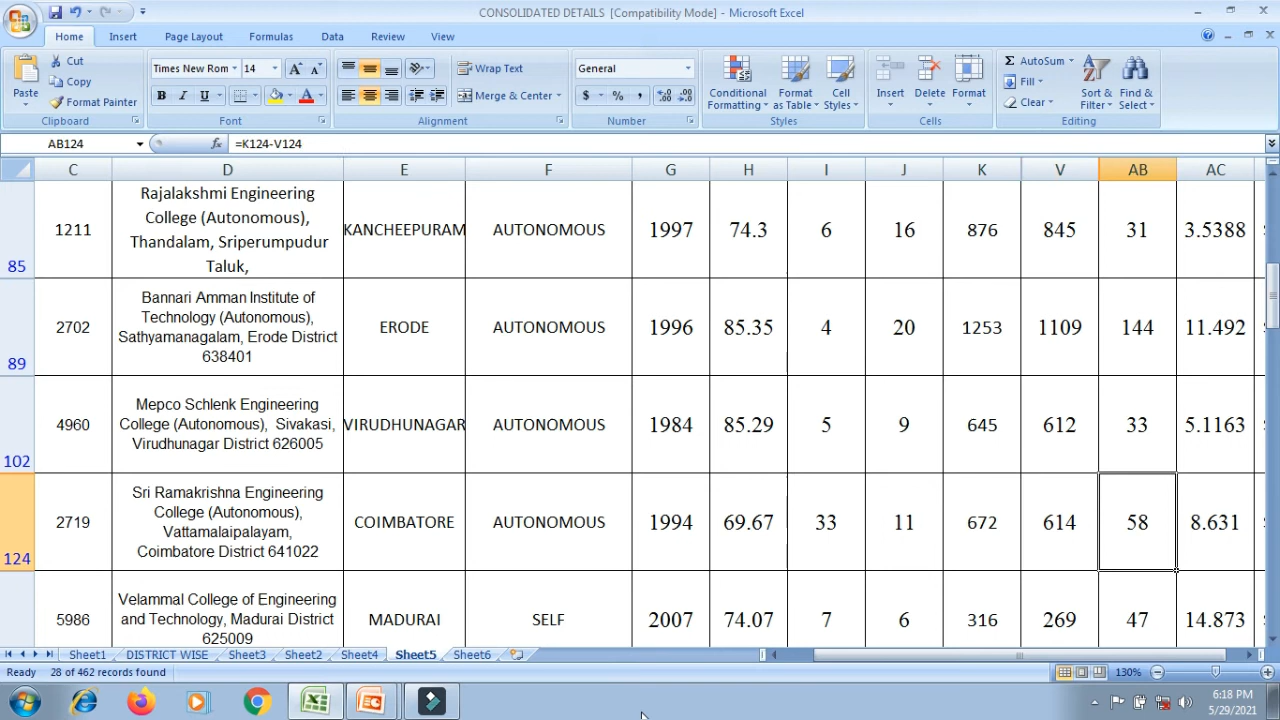 CONSOLIDATED DETAILS [Compatibility Mode] - Microsoft Excel
Home Insert Page Layout Formulas Data Review View
Paste
Cut
Copy
Format Painter
Clipboard
Times New Rom 14
B I U
Font
Wrap Text
Merge & Center
Alignment
General
$ % ,
Number
Conditional Formatting
Format as Table
Cell Styles
Styles
Insert Delete Format
Cells
AutoSum
Fill
Clear
Sort & Filter
Find & Select
Editing
AB124 fx =K124-V124
C D E F G H I J K V AB AC
Rajalakshmi Engineering
College (Autonomous),
Thandalam, Sriperumpudur
Taluk,
85 1211 KANCHEEPURAM AUTONOMOUS 1997 74.3 6 16 876 845 31 3.5388
Bannari Amman Institute of
Technology (Autonomous),
Sathyamanagalam, Erode District
638401
89 2702 ERODE AUTONOMOUS 1996 85.35 4 20 1253 1109 144 11.492
Mepco Schlenk Engineering
College (Autonomous), Sivakasi,
Virudhunagar District 626005
102 4960 VIRUDHUNAGAR AUTONOMOUS 1984 85.29 5 9 645 612 33 5.1163
Sri Ramakrishna Engineering
College (Autonomous),
Vattamalaipalayam,
Coimbatore District 641022
124 2719 COIMBATORE AUTONOMOUS 1994 69.67 33 11 672 614 58 8.631
Velammal College of Engineering
and Technology, Madurai District
625009
5986 MADURAI SELF 2007 74.07 7 6 316 269 47 14.873
Sheet1 DISTRICT WISE Sheet3 Sheet2 Sheet4 Sheet5 Sheet6
Ready 28 of 462 records found 130%
6:18 PM
5/29/2021